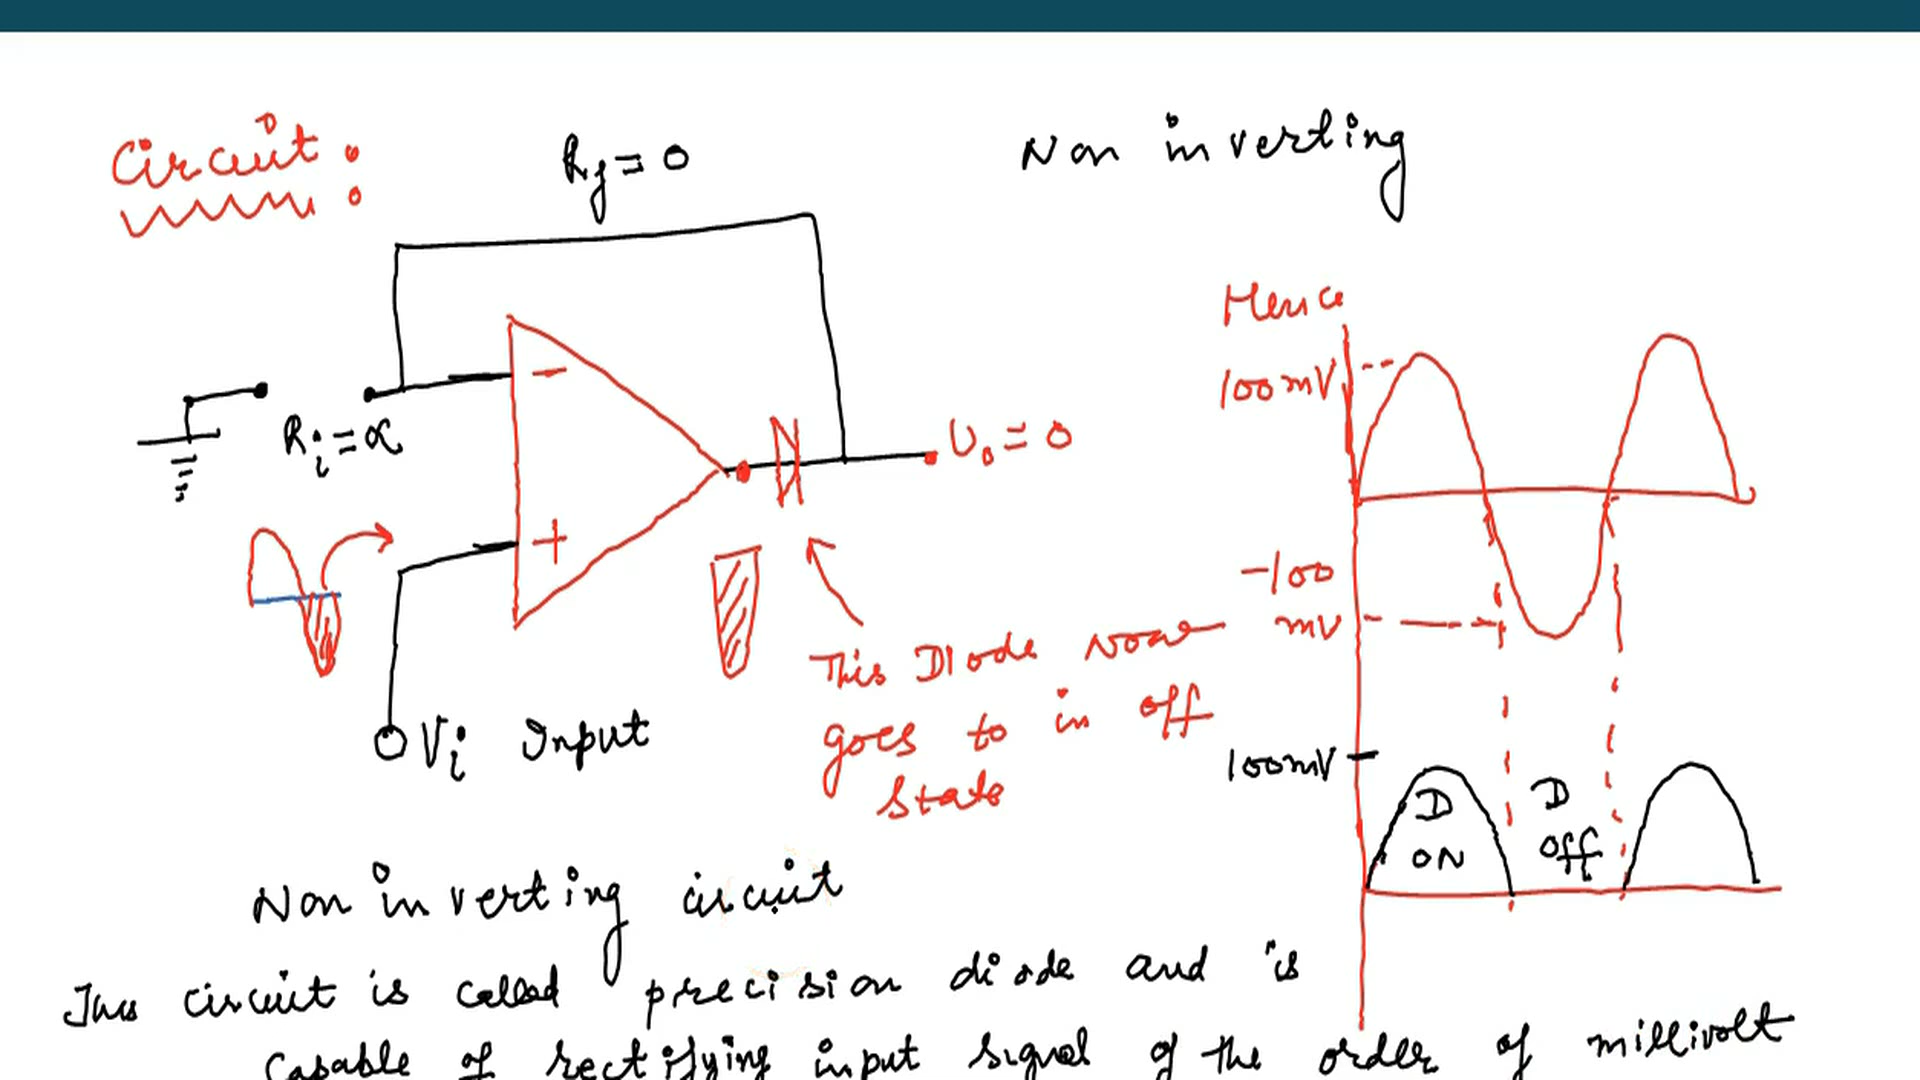 Circuit :
Rf = 0
Non inverting
Hence
100mV
−
Ri = ∝
Vo = 0
+
−100
mV
This Diode Now
goes to in off
state
Vi Input
100mV
D
ON
D
Off
Non inverting circuit
This circuit is called precision diode and is
Capable of rectifying input signal of the order of millivolt